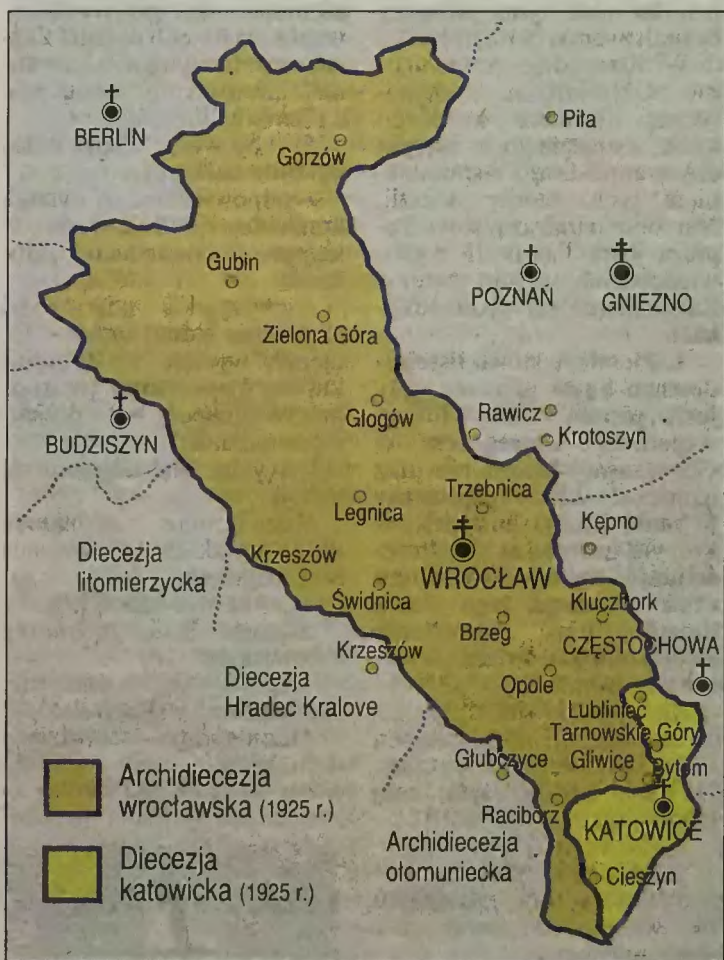 BERLIN
Piła
Gorzów
Gubin
POZNAŃ
GNIEZNO
Zielona Góra
Głogów
Rawicz
BUDZISZYN
Krotoszyn
Trzebnica
Legnica
Kępno
Diecezja
litomierzycka
Krzeszów
WROCŁAW
Świdnica
Kluczbork
Brzeg
CZĘSTOCHOWA
Krzeszów
Diecezja
Hradec Kralove
Opole
Lubliniec
Tarnowskie Góry
Głubczyce
Gliwice
Bytom
Archidiecezja
wrocławska (1925 r.)
Racibórz
Archidiecezja
ołomuniecka
KATOWICE
Diecezja
katowicka (1925 r.)
Cieszyn